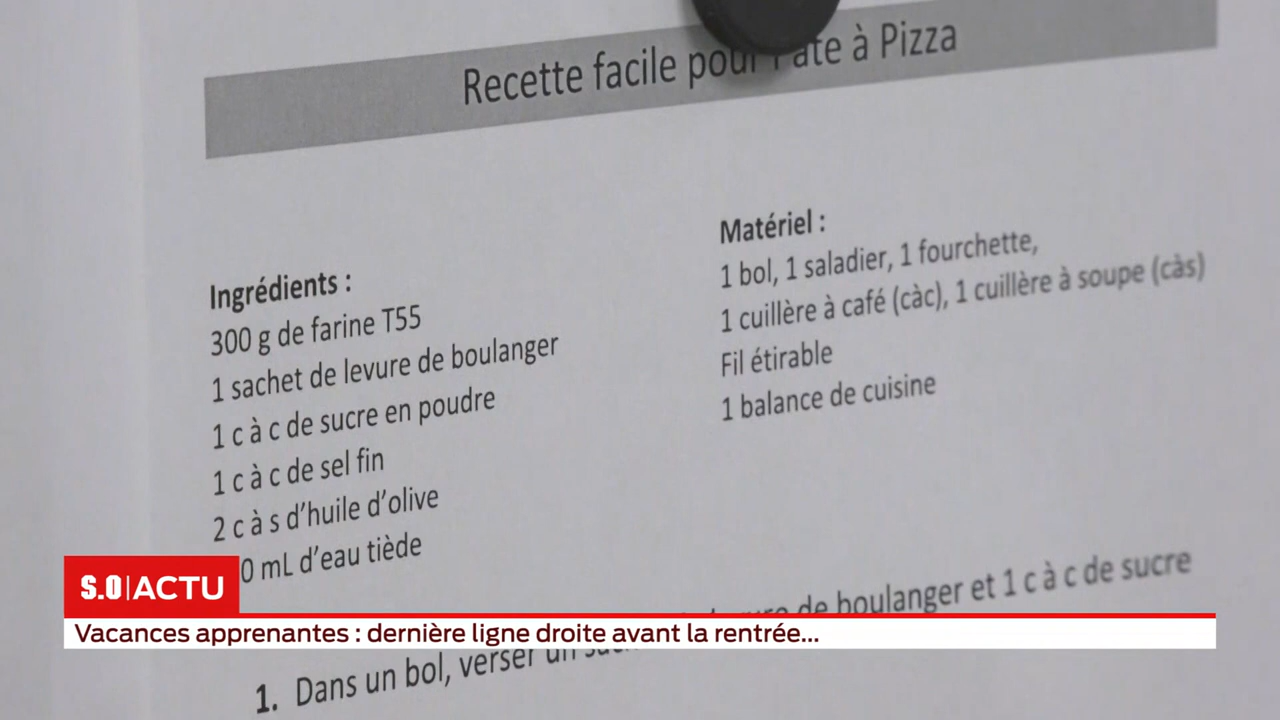 Recette facile pour Pâte à Pizza
Ingrédients :
300 g de farine T55
1 sachet de levure de boulanger
1 c à c de sucre en poudre
1 c à c de sel fin
2 c à s d'huile d'olive
0 mL d'eau tiède
Matériel :
1 bol, 1 saladier, 1 fourchette,
1 cuillère à café (càc), 1 cuillère à soupe (càs)
Fil étirable
1 balance de cuisine
1. Dans un bol, verser un de boulanger et 1 c à c de sucre
S.O|ACTU
Vacances apprenantes : dernière ligne droite avant la rentrée...